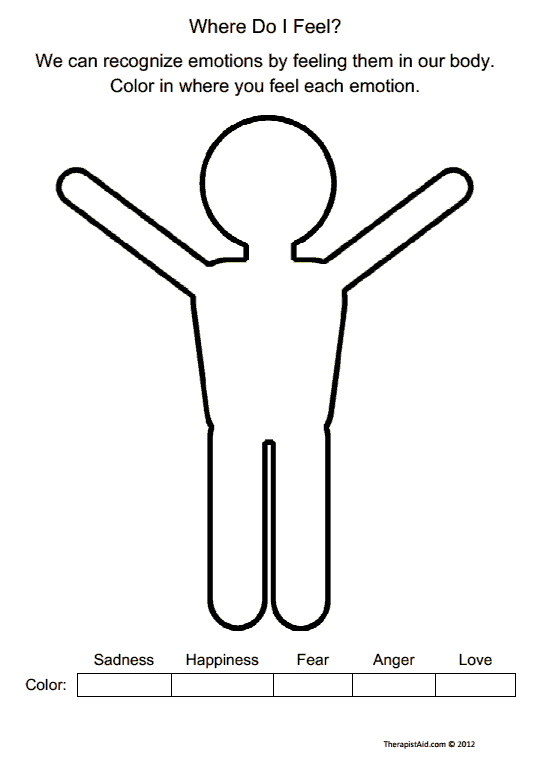 Where Do I Feel?
We can recognize emotions by feeling them in our body.
Color in where you feel each emotion.
Sadness Happiness Fear Anger Love
Color:
TherapistAid.com © 2012